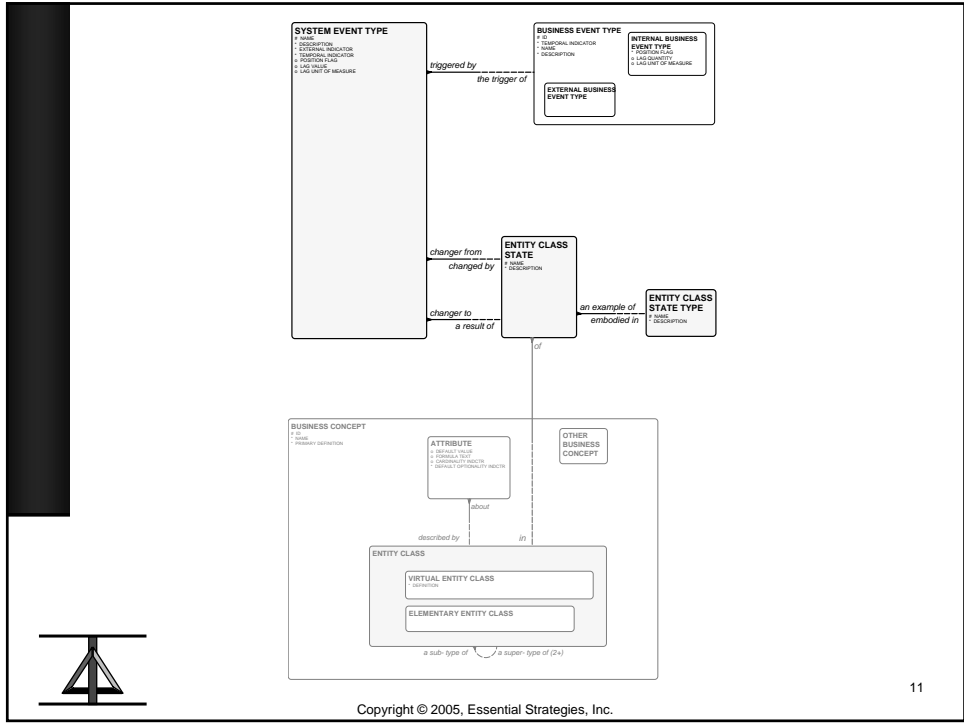 SYSTEM EVENT TYPE
# NAME
* DESCRIPTION
* EXTERNAL INDICATOR
* TEMPORAL INDICATOR
o POSITION FLAG
o LAG VALUE
o LAG UNIT OF MEASURE
triggered by
the trigger of
BUSINESS EVENT TYPE
# ID
* TEMPORAL INDICATOR
* NAME
* DESCRIPTION
INTERNAL BUSINESS
EVENT TYPE
* POSITION FLAG
o LAG QUANTITY
o LAG UNIT OF MEASURE
EXTERNAL BUSINESS
EVENT TYPE
changer from
changed by
changer to
a result of
ENTITY CLASS
STATE
# NAME
* DESCRIPTION
an example of
embodied in
ENTITY CLASS
STATE TYPE
# NAME
* DESCRIPTION
of
BUSINESS CONCEPT
# ID
* NAME
* PRIMARY DEFINITION
ATTRIBUTE
o DEFAULT VALUE
o FORMULA TEXT
o CARDINALITY INDCTR
* DEFAULT OPTIONALITY INDCTR
OTHER
BUSINESS
CONCEPT
about
described by
in
ENTITY CLASS
VIRTUAL ENTITY CLASS
* DEFINITION
ELEMENTARY ENTITY CLASS
a sub- type of
a super- type of (2+)
11
Copyright © 2005, Essential Strategies, Inc.